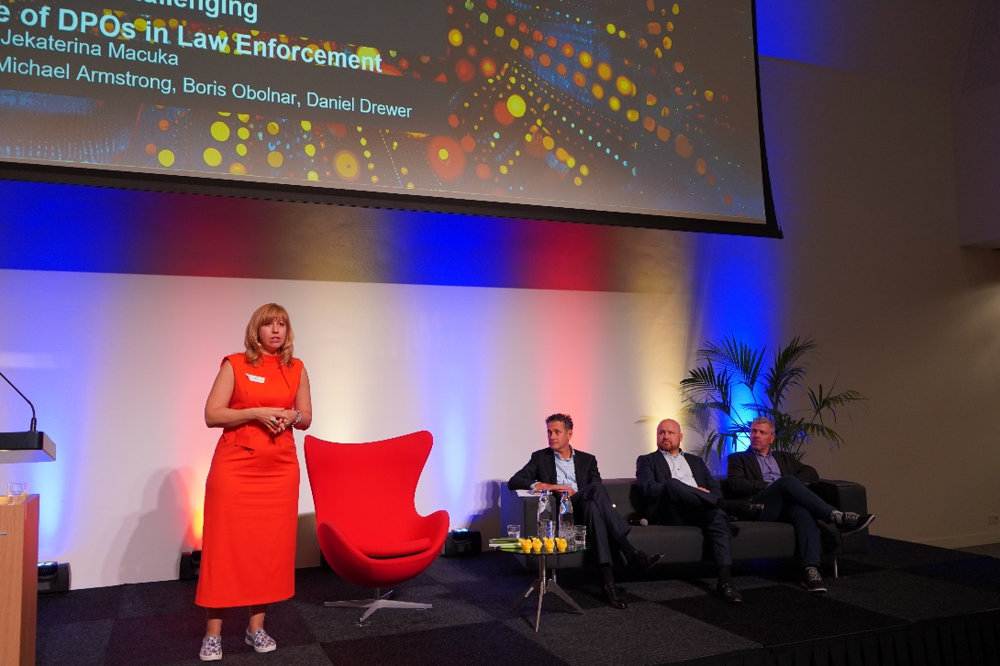 allenging
e of DPOs in Law Enforcement
Jekaterina Macuka
Michael Armstrong, Boris Obolnar, Daniel Drewer